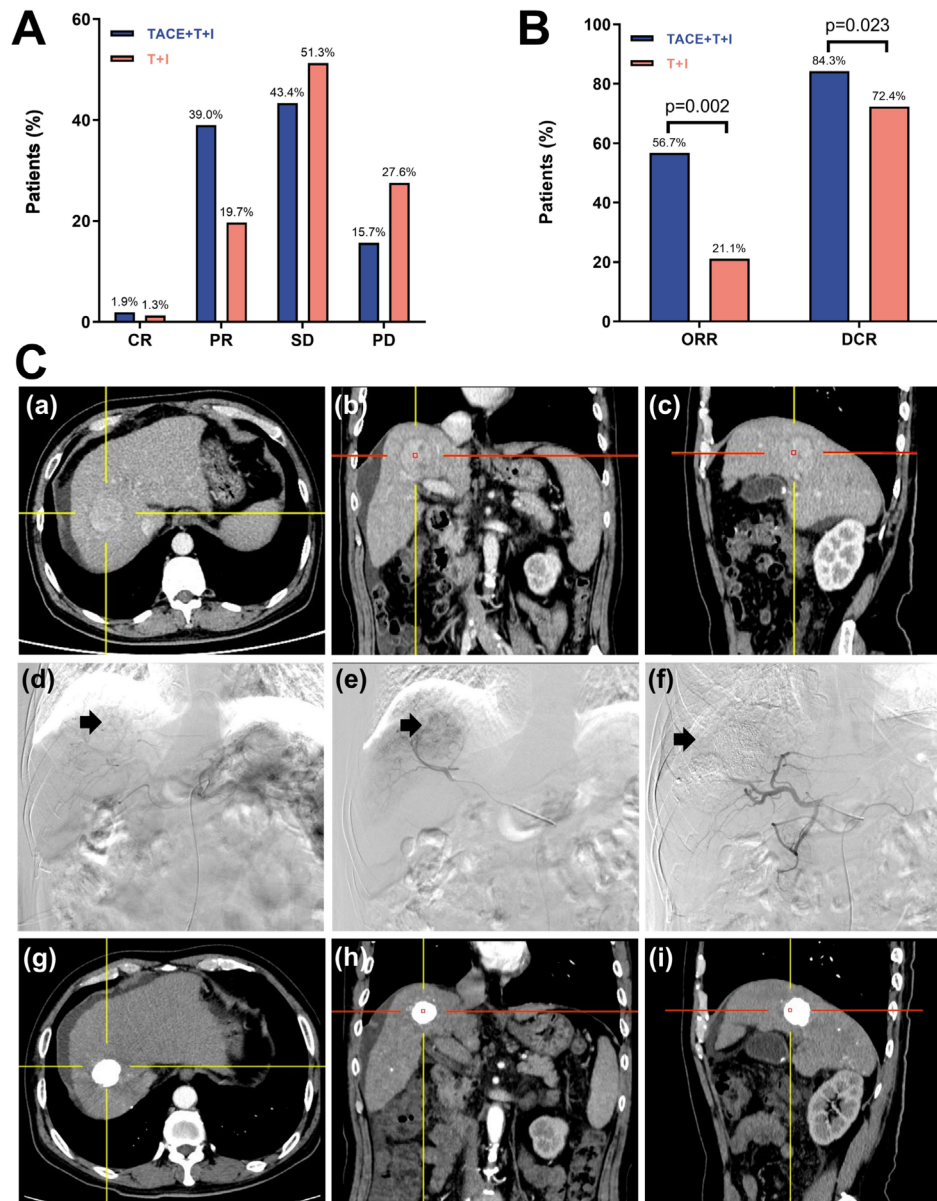 A
60
40
20
0
Patients (%)
TACE+T+I
T+I
1.9%
1.3%
39.0%
19.7%
43.4%
51.3%
15.7%
27.6%
CR
PR
SD
PD
B
100
80
60
40
20
0
Patients (%)
TACE+T+I
T+I
p=0.002
56.7%
21.1%
p=0.023
84.3%
72.4%
ORR
DCR
C
(a)
(b)
(c)
(d)
(e)
(f)
(g)
(h)
(i)